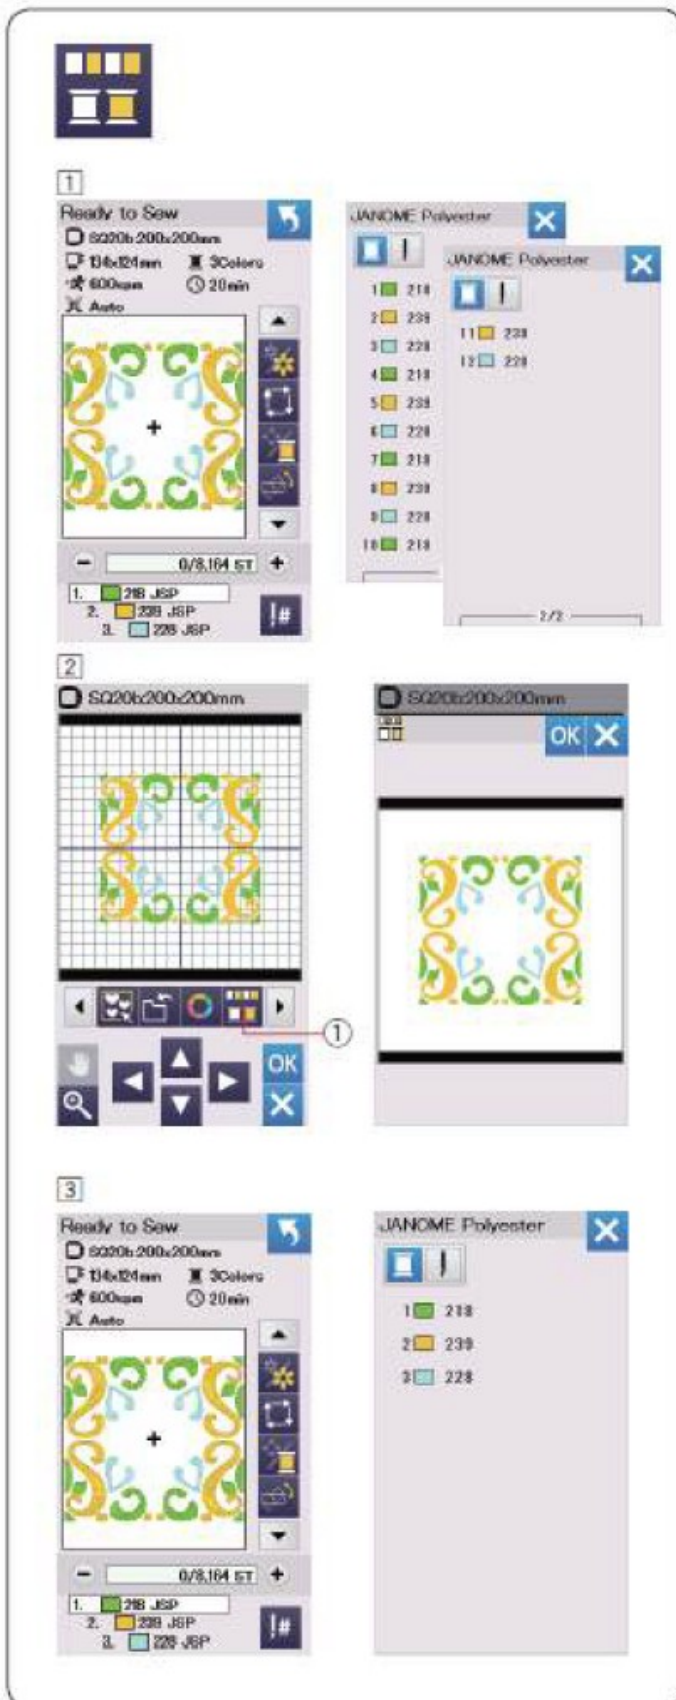 1
Ready to Sew
SQ20b:200x200mm
134x124mm 3Colors
600spm 20min
Auto
0/8,164 ST
1. 218 JSP
2. 239 JSP
3. 228 JSP
JANOME Polyester
1 218
2 239
3 228
4 218
5 239
6 228
7 218
8 239
9 228
10 218
JANOME Polyester
11 239
12 228
2/2
2
SQ20b:200x200mm
1
OK
SQ20b:200x200mm
OK
3
Ready to Sew
SQ20b:200x200mm
134x124mm 3Colors
600spm 20min
Auto
0/8,164 ST
1. 218 JSP
2. 239 JSP
3. 228 JSP
JANOME Polyester
1 218
2 239
3 228